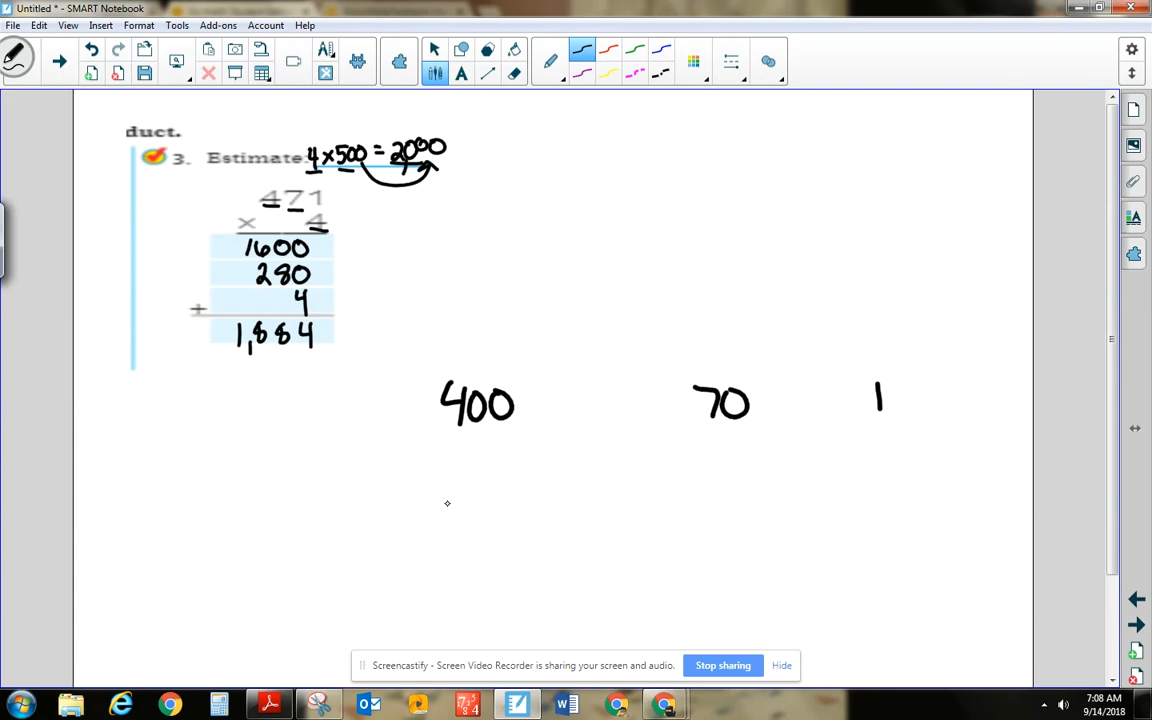 Untitled * - SMART Notebook
File Edit View Insert Format Tools Add-ons Account Help
duct.
3. Estimate: 4 x 500 = 2000
471
x 4
1600
280
+ 4
1,884
400 70 1
Screencastify - Screen Video Recorder is sharing your screen and audio. Stop sharing Hide
7:08 AM
9/14/2018